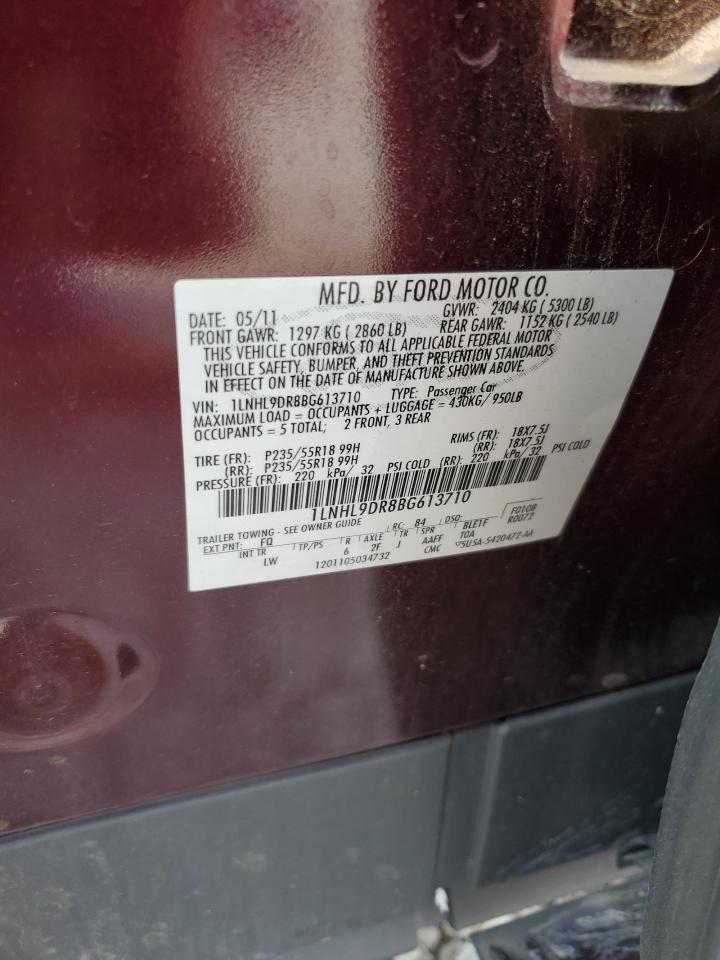 MFD. BY FORD MOTOR CO.
DATE: 05/11 GVWR: 2404 KG ( 5300 LB)
FRONT GAWR: 1297 KG ( 2860 LB) REAR GAWR: 1152 KG ( 2540 LB)
THIS VEHICLE CONFORMS TO ALL APPLICABLE FEDERAL MOTOR
VEHICLE SAFETY, BUMPER, AND THEFT PREVENTION STANDARDS
IN EFFECT ON THE DATE OF MANUFACTURE SHOWN ABOVE.
VIN: 1LNHL9DR8BG613710 TYPE: Passenger Car
MAXIMUM LOAD = OCCUPANTS + LUGGAGE = 430KG/ 950LB
OCCUPANTS = 5 TOTAL; 2 FRONT, 3 REAR
TIRE (FR): P235/55R18 99H RIMS (FR): 18X7.5J
(RR): P235/55R18 99H (RR): 18X7.5J
PRESSURE (FR): 220 kPa/ 32 PSI COLD (RR): 220 kPa/ 32 PSI COLD
1LNHL9DR8BG613710
TRAILER TOWING - SEE OWNER GUIDE F0108
EXT PNT: FQ RC: 84 DSO: R0072
INT TR TP/PS R AXLE TR SPR BLETF
LW 6 2F J AAFF TOA
1201105034732 CMC ▽5U5A-5420472-AA